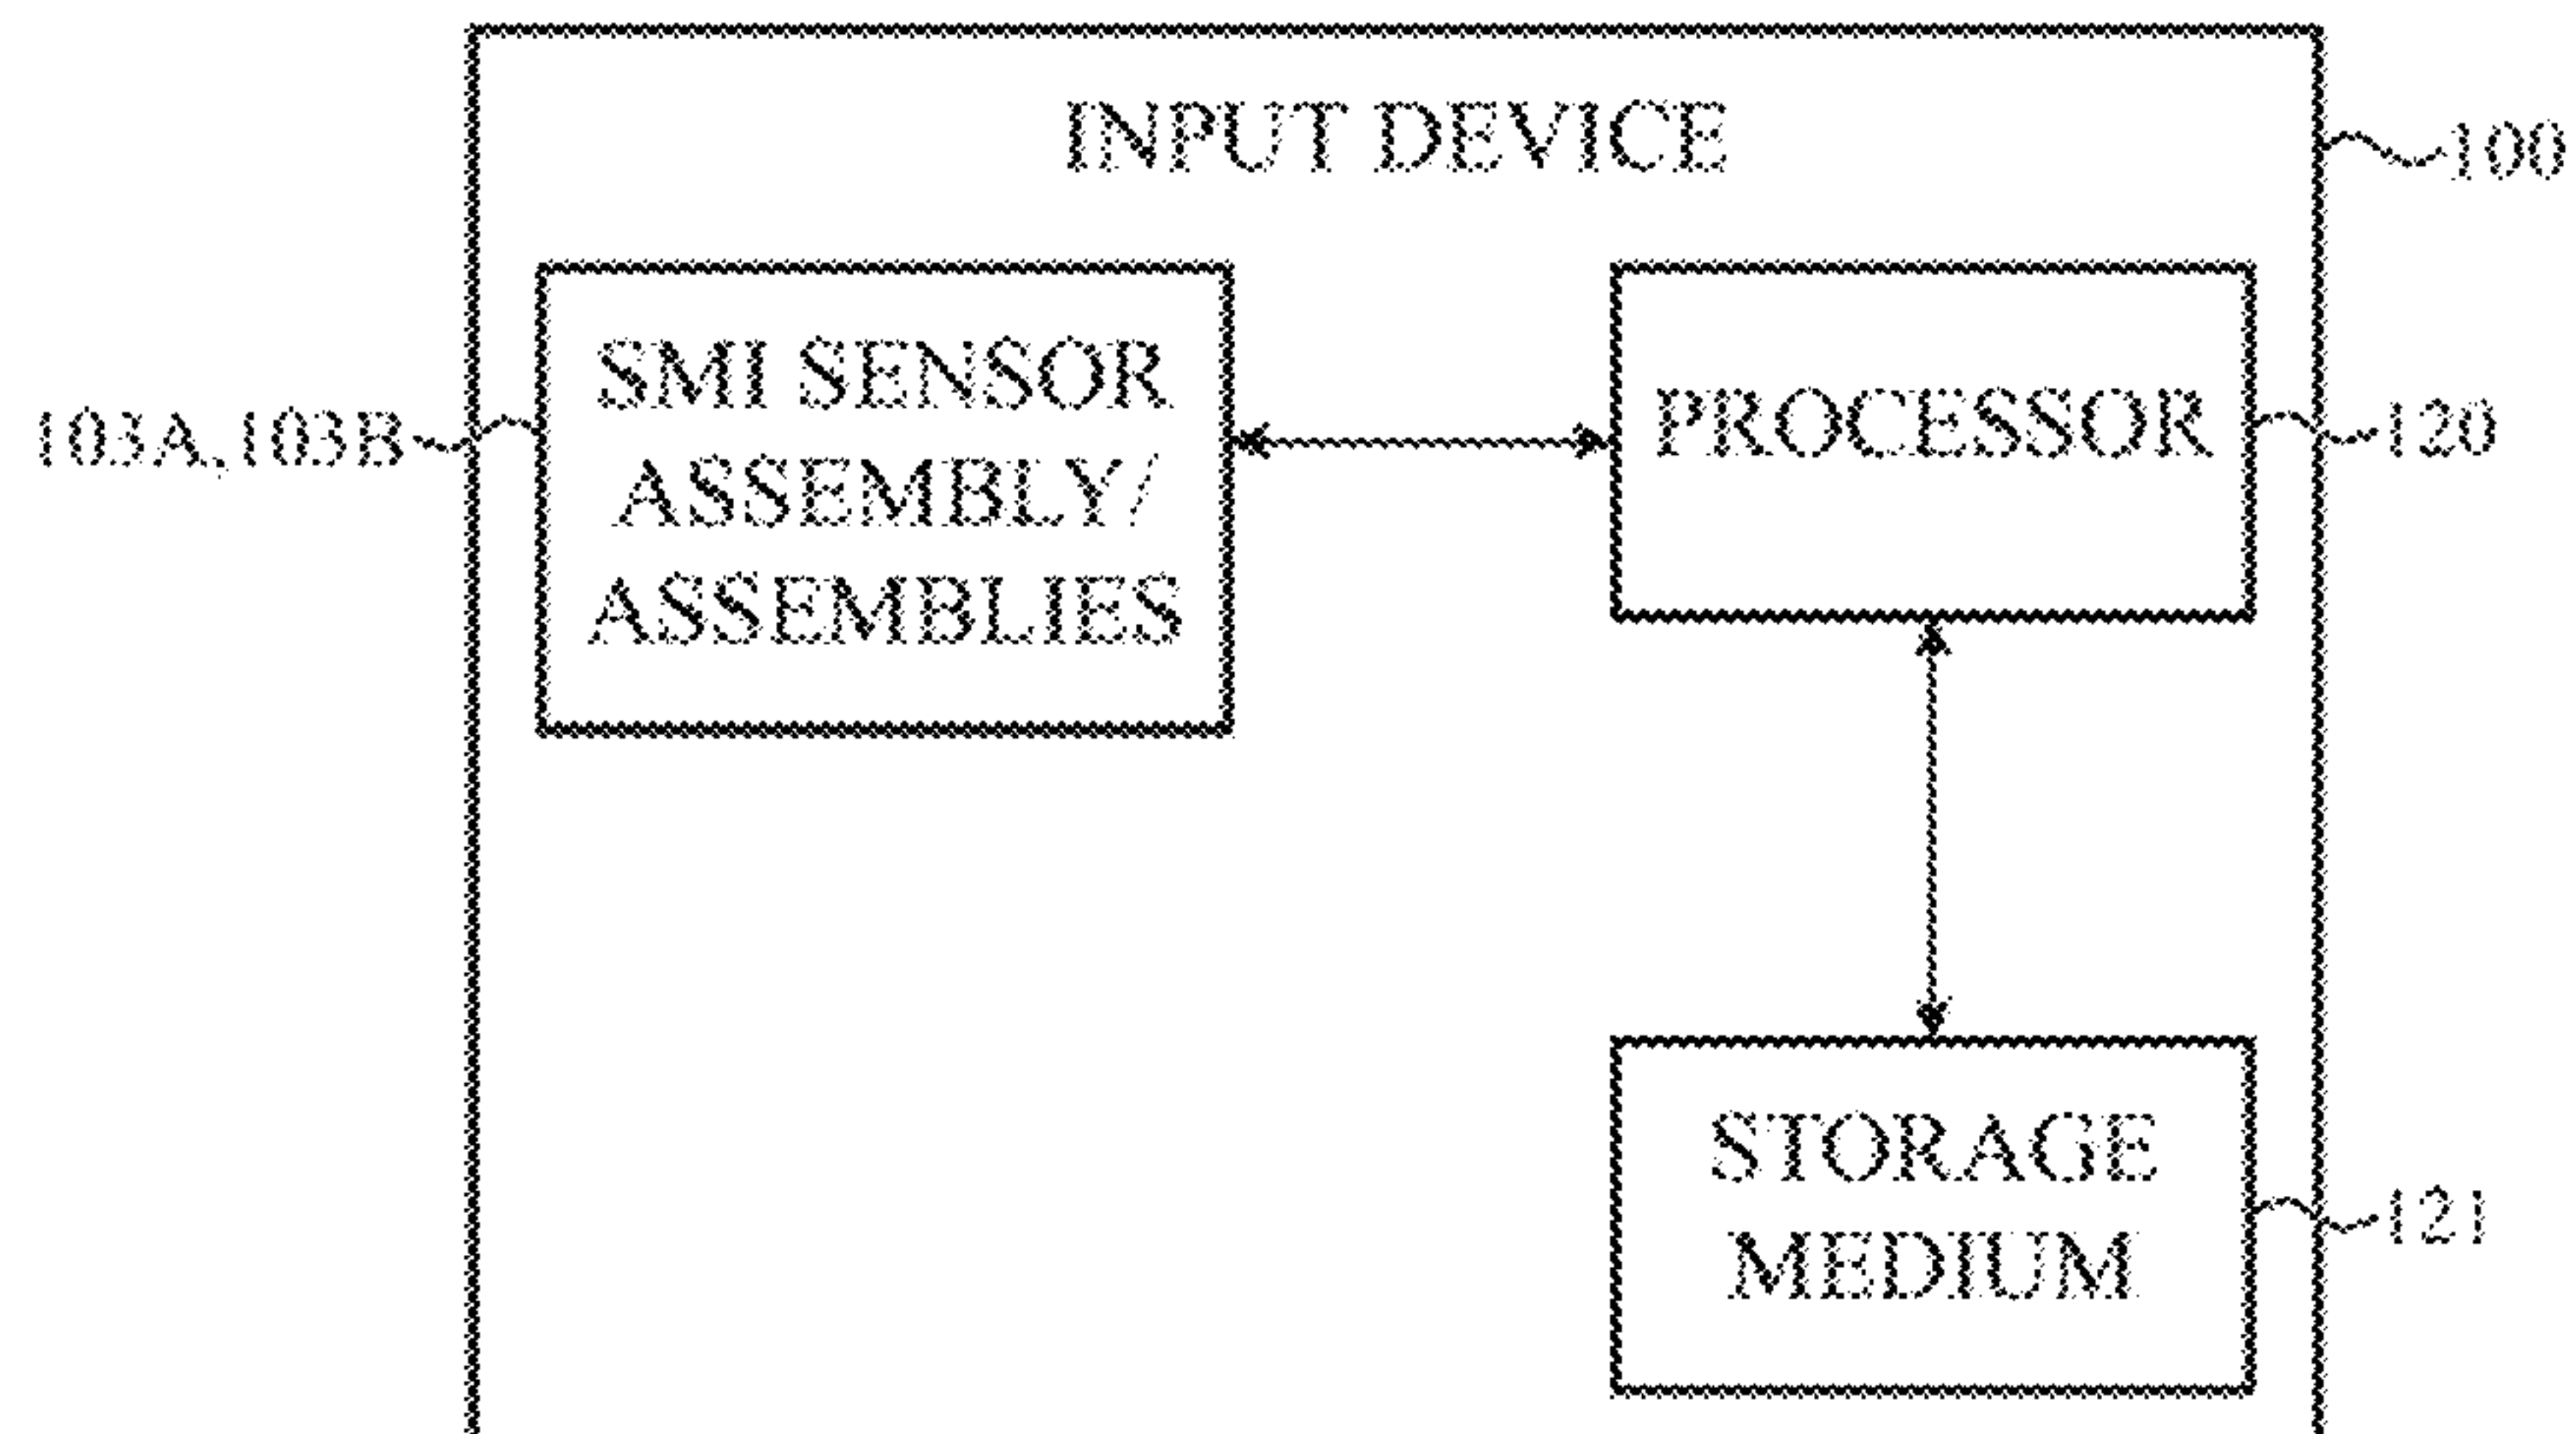 INPUT DEVICE
100
SMI SENSOR
ASSEMBLY/
ASSEMBLIES
103A, 103B
PROCESSOR
120
STORAGE
MEDIUM
121